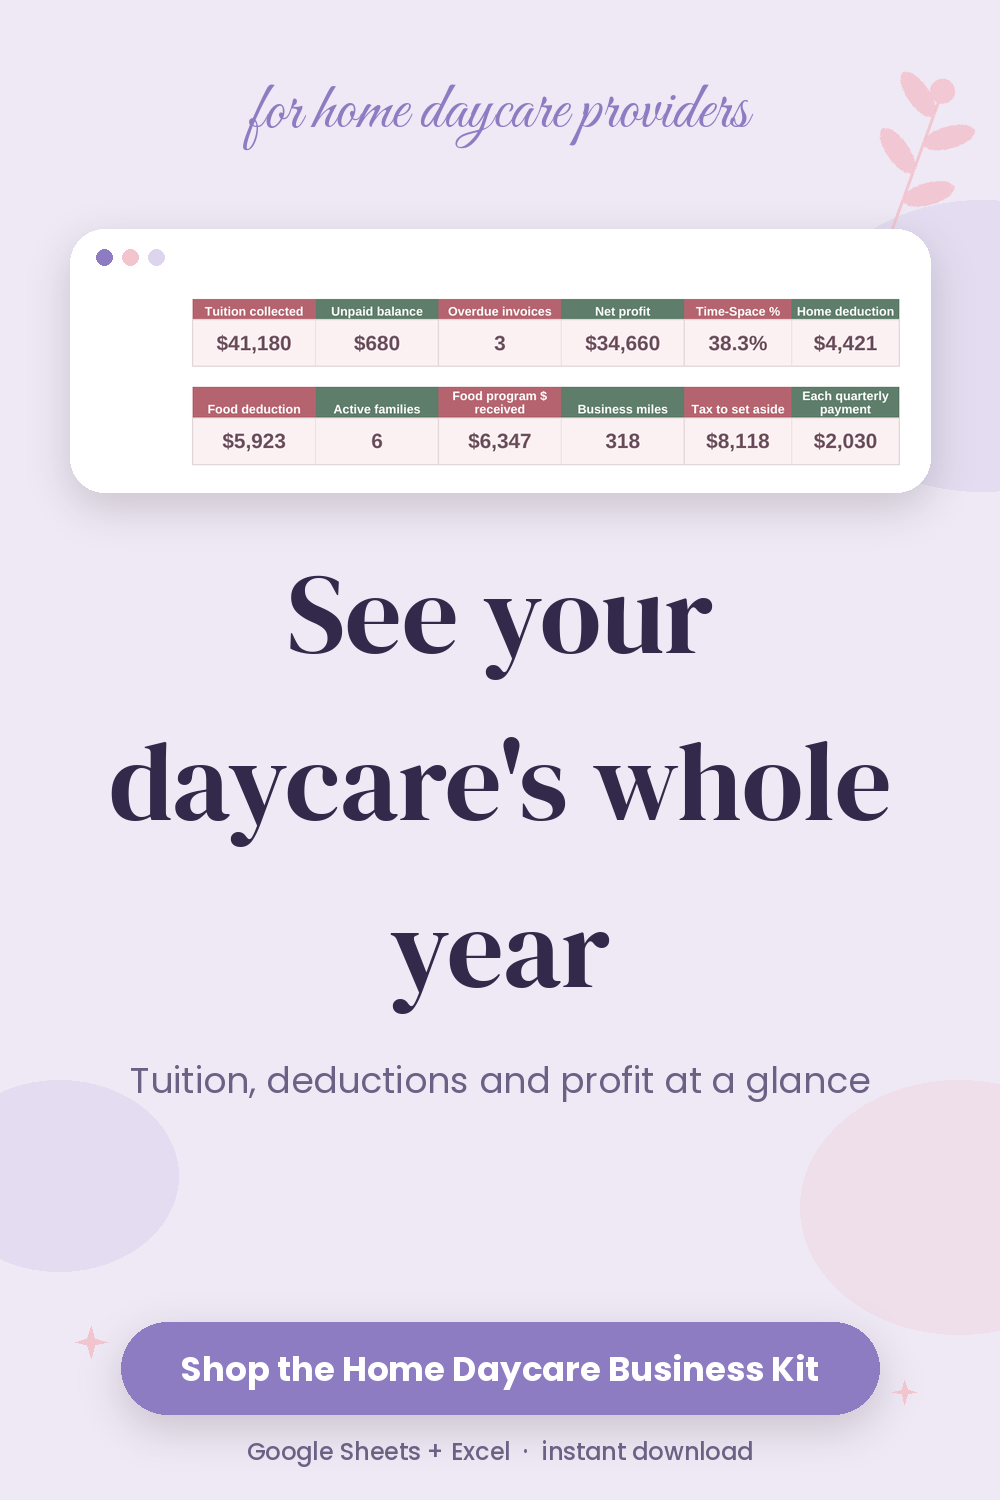 for home daycare providers
Tuition collected Unpaid balance Overdue invoices Net profit Time-Space % Home deduction
$41,180 $680 3 $34,660 38.3% $4,421
Food deduction Active families Food program $ received Business miles Tax to set aside Each quarterly payment
$5,923 6 $6,347 318 $8,118 $2,030
See your
daycare's whole
year
Tuition, deductions and profit at a glance
Shop the Home Daycare Business Kit
Google Sheets + Excel · instant download